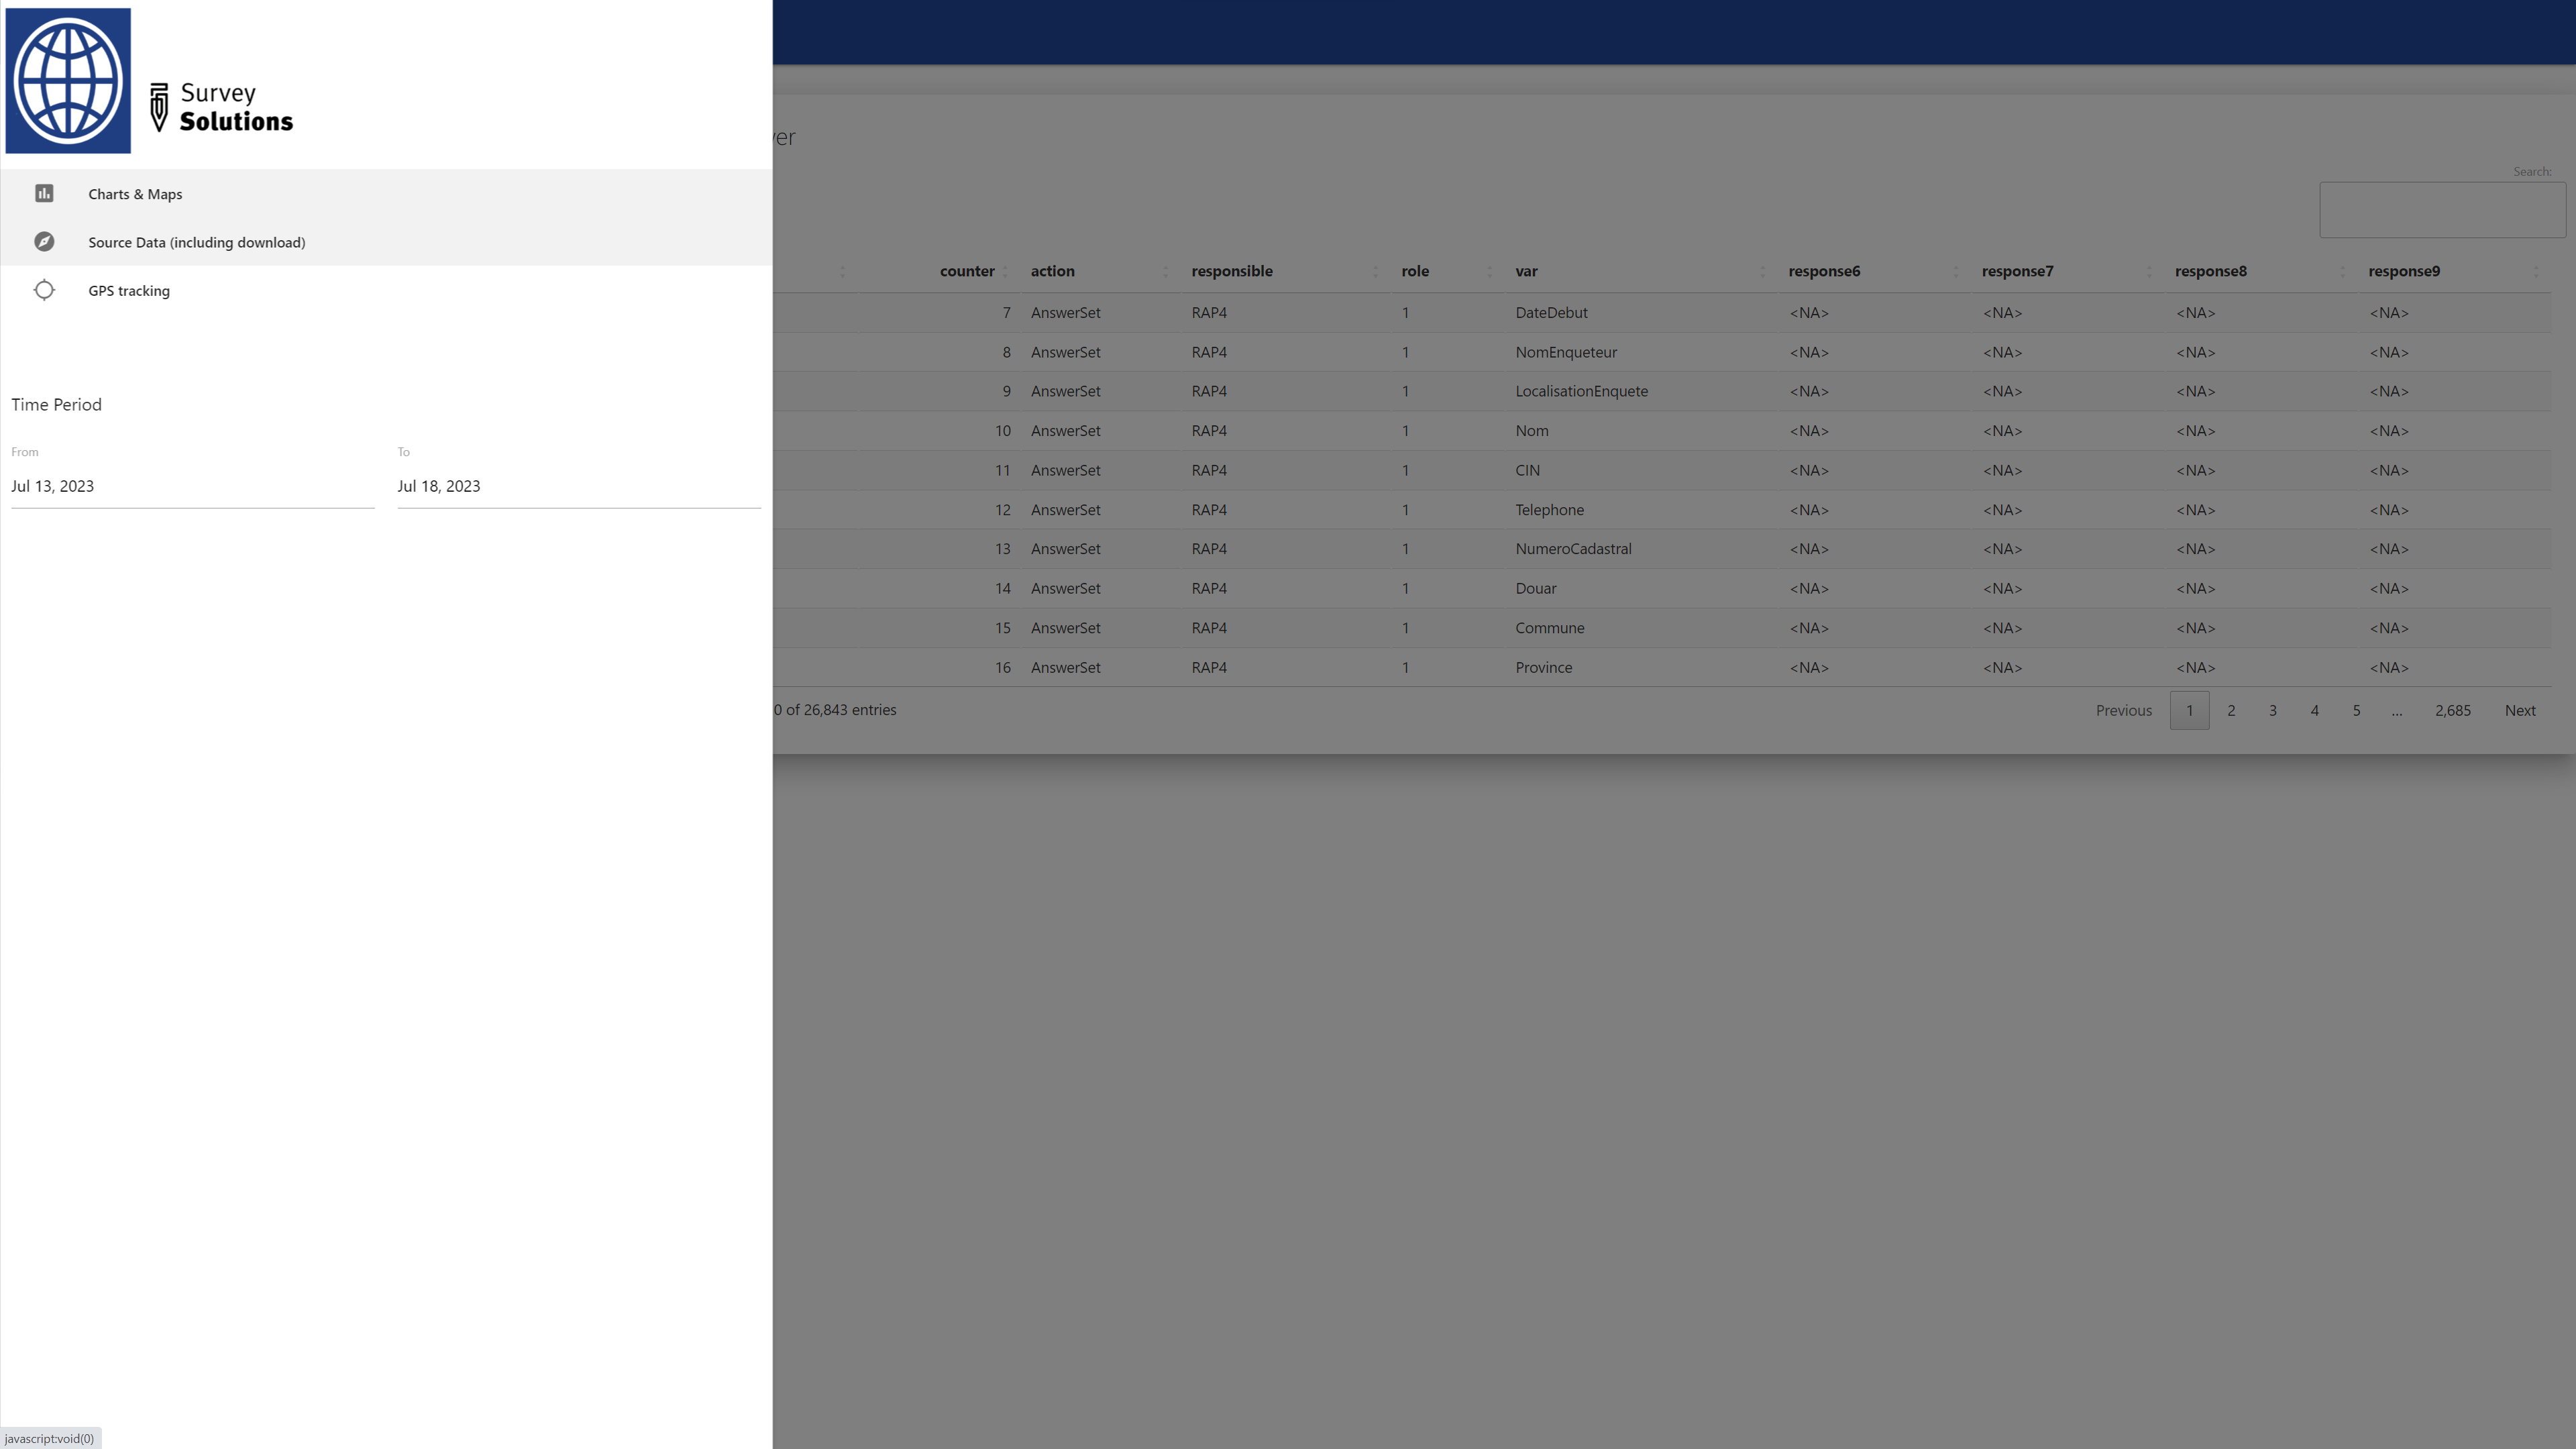 Survey
Solutions
Charts & Maps
Source Data (including download)
GPS tracking
Time Period
From To
Jul 13, 2023 Jul 18, 2023
ver
Search:
counter action responsible role var response6 response7 response8 response9
7 AnswerSet RAP4 1 DateDebut <NA> <NA> <NA> <NA>
8 AnswerSet RAP4 1 NomEnqueteur <NA> <NA> <NA> <NA>
9 AnswerSet RAP4 1 LocalisationEnquete <NA> <NA> <NA> <NA>
10 AnswerSet RAP4 1 Nom <NA> <NA> <NA> <NA>
11 AnswerSet RAP4 1 CIN <NA> <NA> <NA> <NA>
12 AnswerSet RAP4 1 Telephone <NA> <NA> <NA> <NA>
13 AnswerSet RAP4 1 NumeroCadastral <NA> <NA> <NA> <NA>
14 AnswerSet RAP4 1 Douar <NA> <NA> <NA> <NA>
15 AnswerSet RAP4 1 Commune <NA> <NA> <NA> <NA>
16 AnswerSet RAP4 1 Province <NA> <NA> <NA> <NA>
0 of 26,843 entries
Previous 1 2 3 4 5 ... 2,685 Next
javascript:void(0)